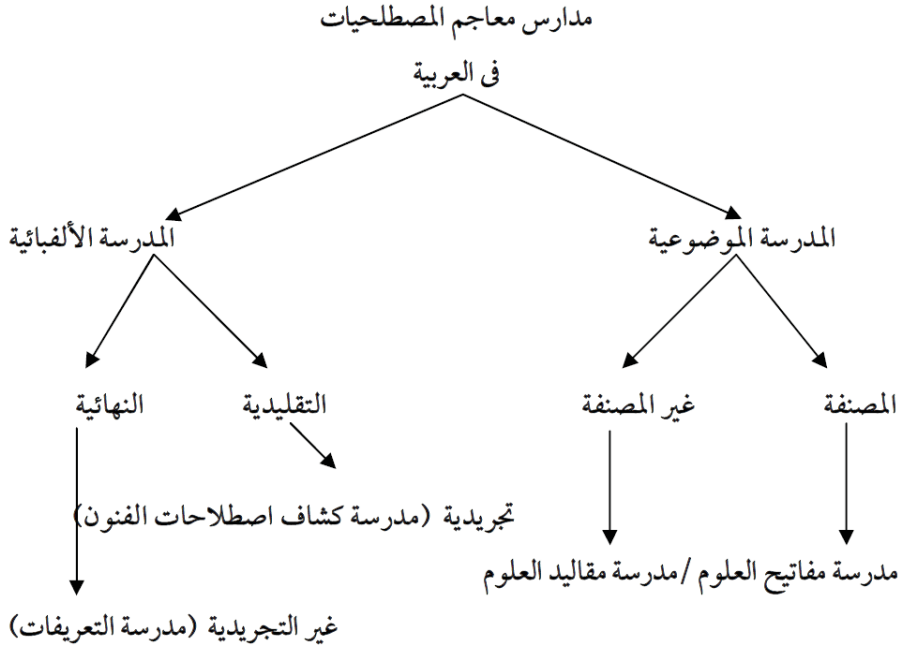 مدارس معاجم المصطلحيات
فى العربية
المدرسة الموضوعية
المدرسة الألفبائية
المصنفة
غير المصنفة
التقليدية
النهائية
تجريدية (مدرسة كشاف اصطلاحات الفنون)
مدرسة مفاتيح العلوم /مدرسة مقاليد العلوم
غير التجريدية (مدرسة التعريفات)